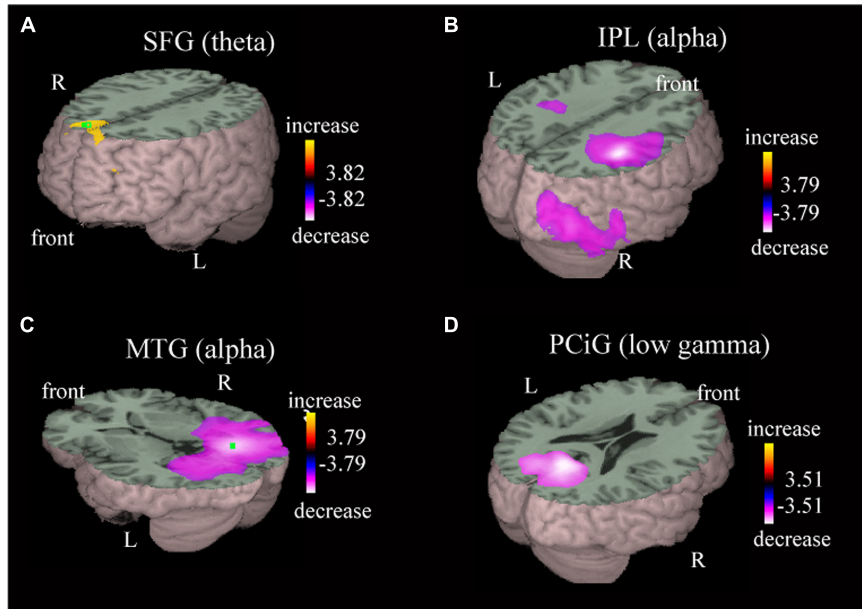 A
SFG (theta)
R
increase
3.82
-3.82
decrease
front
L
B
IPL (alpha)
L
front
increase
3.79
-3.79
decrease
R
C
MTG (alpha)
R
front
increase
3.79
-3.79
decrease
L
D
PCiG (low gamma)
L
front
increase
3.51
-3.51
decrease
R